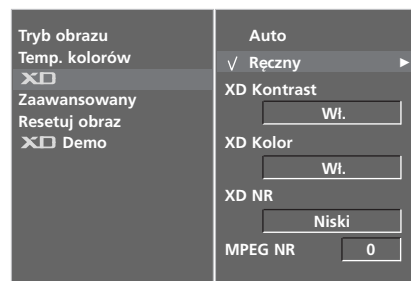 Tryb obrazu
Temp. kolorów
XD
Zaawansowany
Resetuj obraz
XD Demo
Auto
√ Ręczny ►
XD Kontrast
Wł.
XD Kolor
Wł.
XD NR
Niski
MPEG NR 0